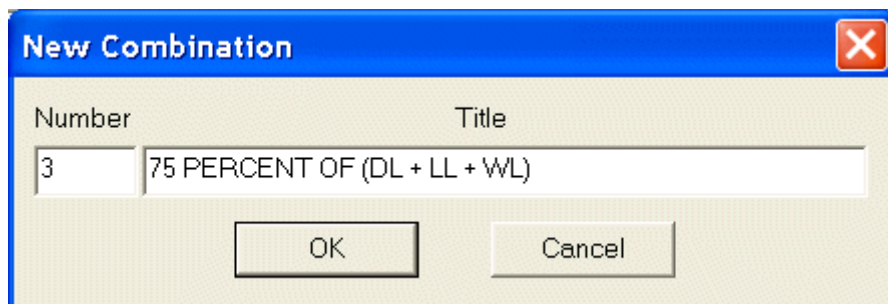 New Combination
Number Title
3 75 PERCENT OF (DL + LL + WL)
OK Cancel